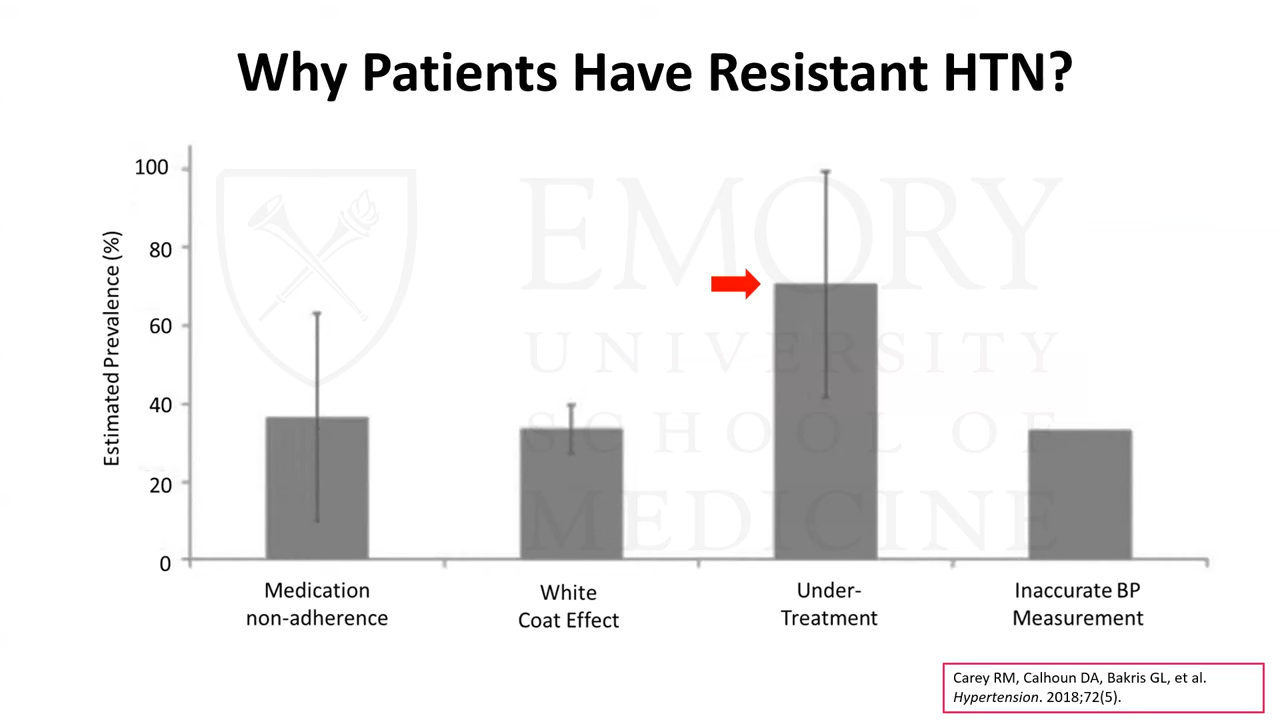 Why Patients Have Resistant HTN?
Estimated Prevalence (%)
100
80
60
40
20
0
EMORY
UNIVERSITY
SCHOOL OF
MEDICINE
Medication
non-adherence
White
Coat Effect
Under-
Treatment
Inaccurate BP
Measurement
Carey RM, Calhoun DA, Bakris GL, et al.
Hypertension. 2018;72(5).